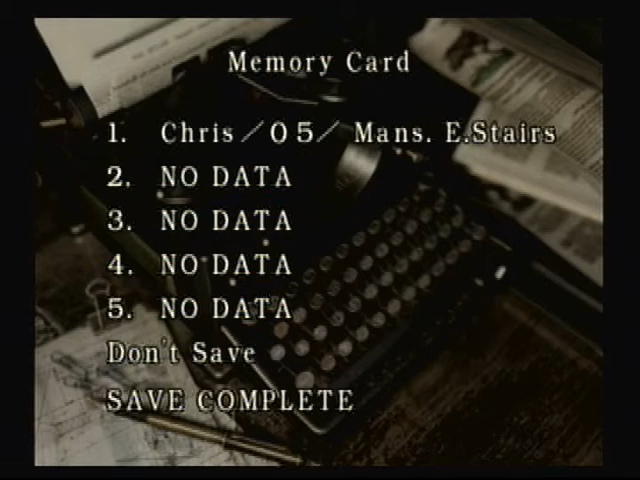 Memory Card
1. Chris/05/ Mans. E.Stairs
2. NO DATA
3. NO DATA
4. NO DATA
5. NO DATA
Don't Save
SAVE COMPLETE